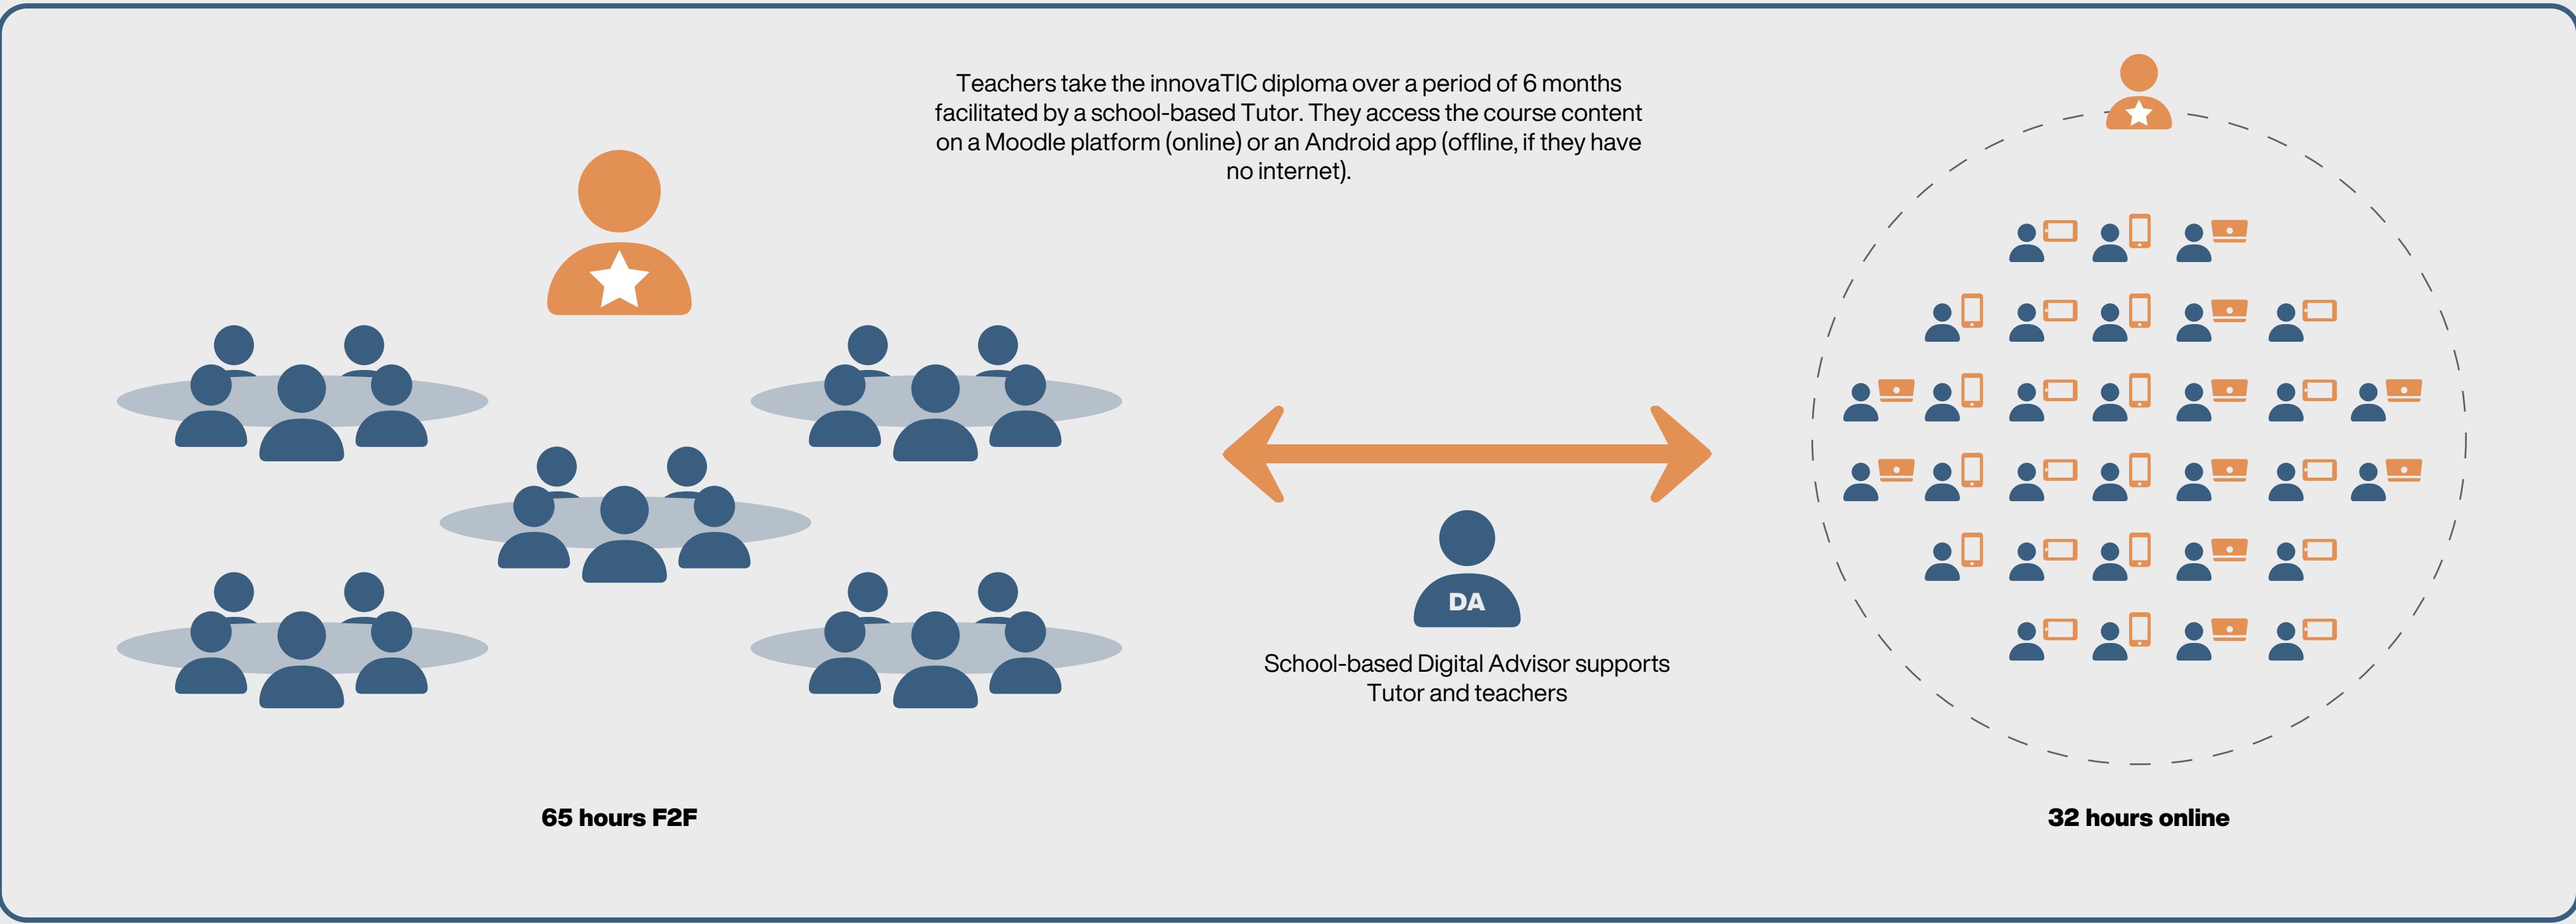 Teachers take the innovaTIC diploma over a period of 6 months
facilitated by a school-based Tutor. They access the course content
on a Moodle platform (online) or an Android app (offline, if they have
no internet).
DA
School-based Digital Advisor supports
Tutor and teachers
65 hours F2F
32 hours online